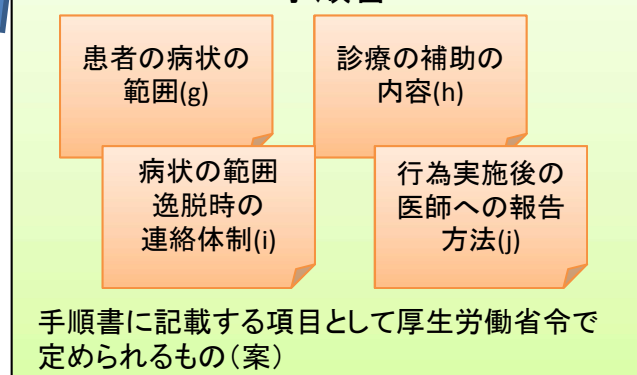 患者の病状の
範囲(g)
診療の補助の
内容(h)
病状の範囲
逸脱時の
連絡体制(i)
行為実施後の
医師への報告
方法(j)
手順書に記載する項目として厚生労働省令で
定められるもの(案)